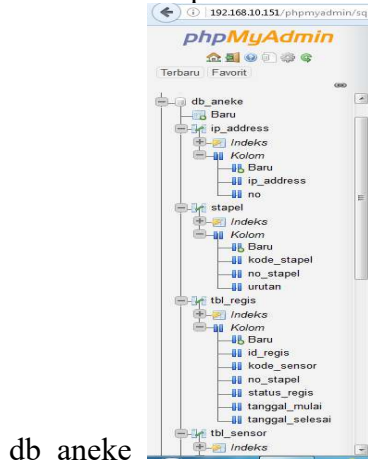 192.168.10.151/phpmyadmin/sq
phpMyAdmin
Terbaru Favorit
db_aneke
Baru
ip_address
Indeks
Kolom
Baru
ip_address
no
stapel
Indeks
Kolom
Baru
kode_stapel
no_stapel
urutan
tbl_regis
Indeks
Kolom
Baru
id_regis
kode_sensor
no_stapel
status_regis
tanggal_mulai
tanggal_selesai
tbl_sensor
Indeks
db aneke